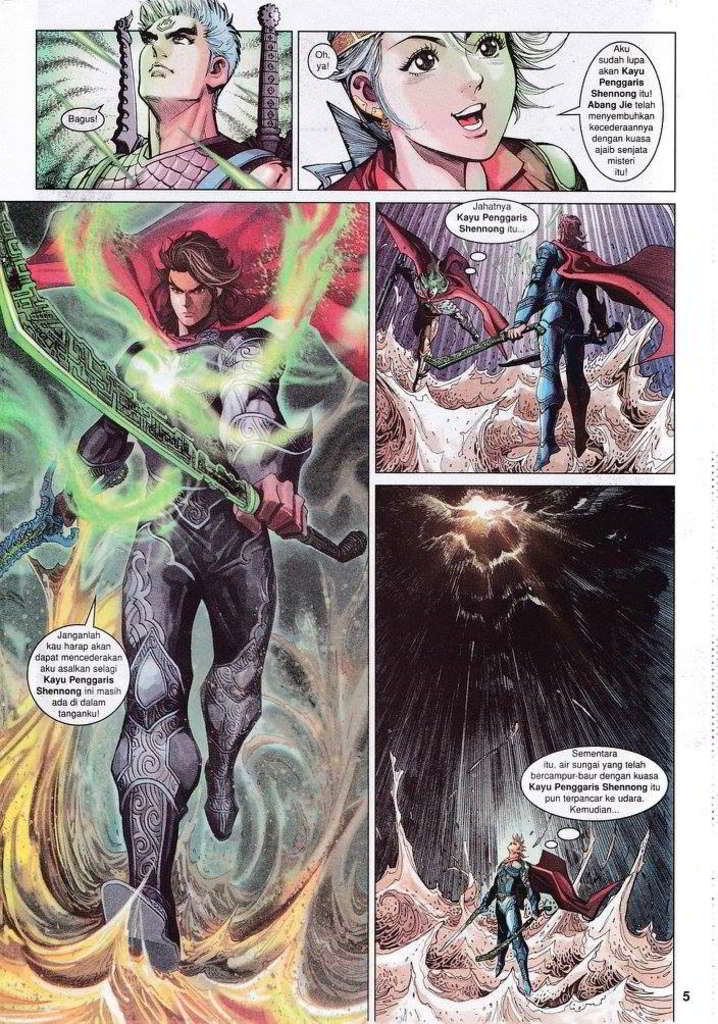 Bagus!
Oh,
ya!
Aku
sudah lupa
akan Kayu
Penggaris
Shennong itu!
Abang Jie telah
menyembuhkan
kecederaannya
dengan kuasa
ajaib senjata
misteri
itu!
Janganlah
kau harap akan
dapat mencederakan
aku asalkan selagi
Kayu Penggaris
Shennong ini masih
ada di dalam
tanganku!
Jahatnya
Kayu Penggaris
Shennong itu...
Sementara
itu, air sungai yang telah
bercampur-baur dengan kuasa
Kayu Penggaris Shennong itu
pun terpancar ke udara.
Kemudian...
5